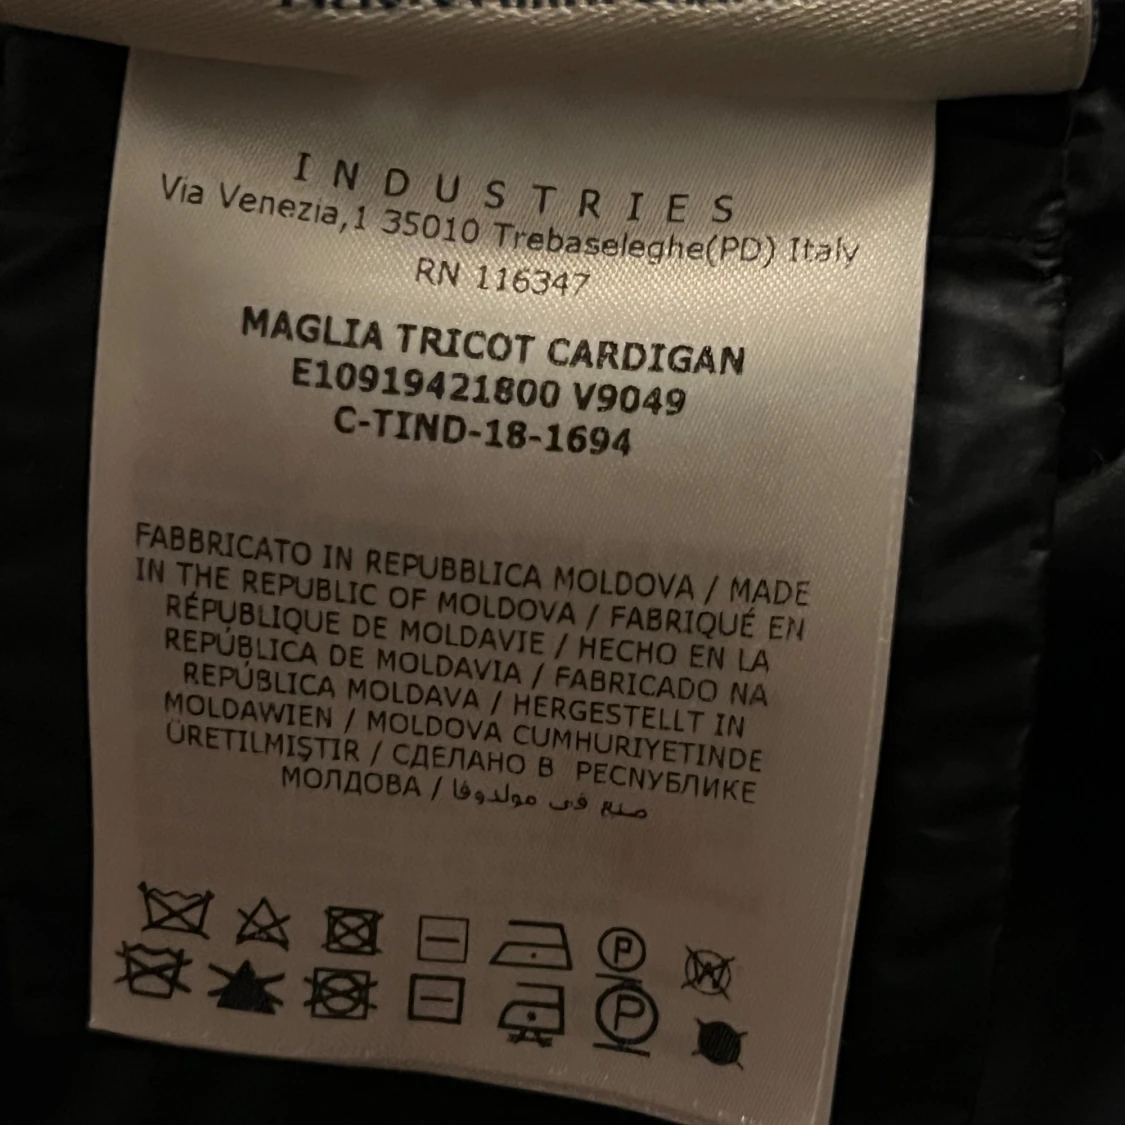 I N D U S T R I E S
Via Venezia,1 35010 Trebaseleghe(PD) Italy
RN 116347
MAGLIA TRICOT CARDIGAN
E10919421800 V9049
C-TIND-18-1694
FABBRICATO IN REPUBBLICA MOLDOVA / MADE
IN THE REPUBLIC OF MOLDOVA / FABRIQUÉ EN
RÉPUBLIQUE DE MOLDAVIE / HECHO EN LA
REPÚBLICA DE MOLDAVIA / FABRICADO NA
REPÚBLICA MOLDAVA / HERGESTELLT IN
MOLDAWIEN / MOLDOVA CUMHURIYETINDE
ÜRETILMIŞTIR / СДЕЛАНО В РЕСПУБЛИКЕ
МОЛДОВА / صنع في مولدوفا
P
W
P